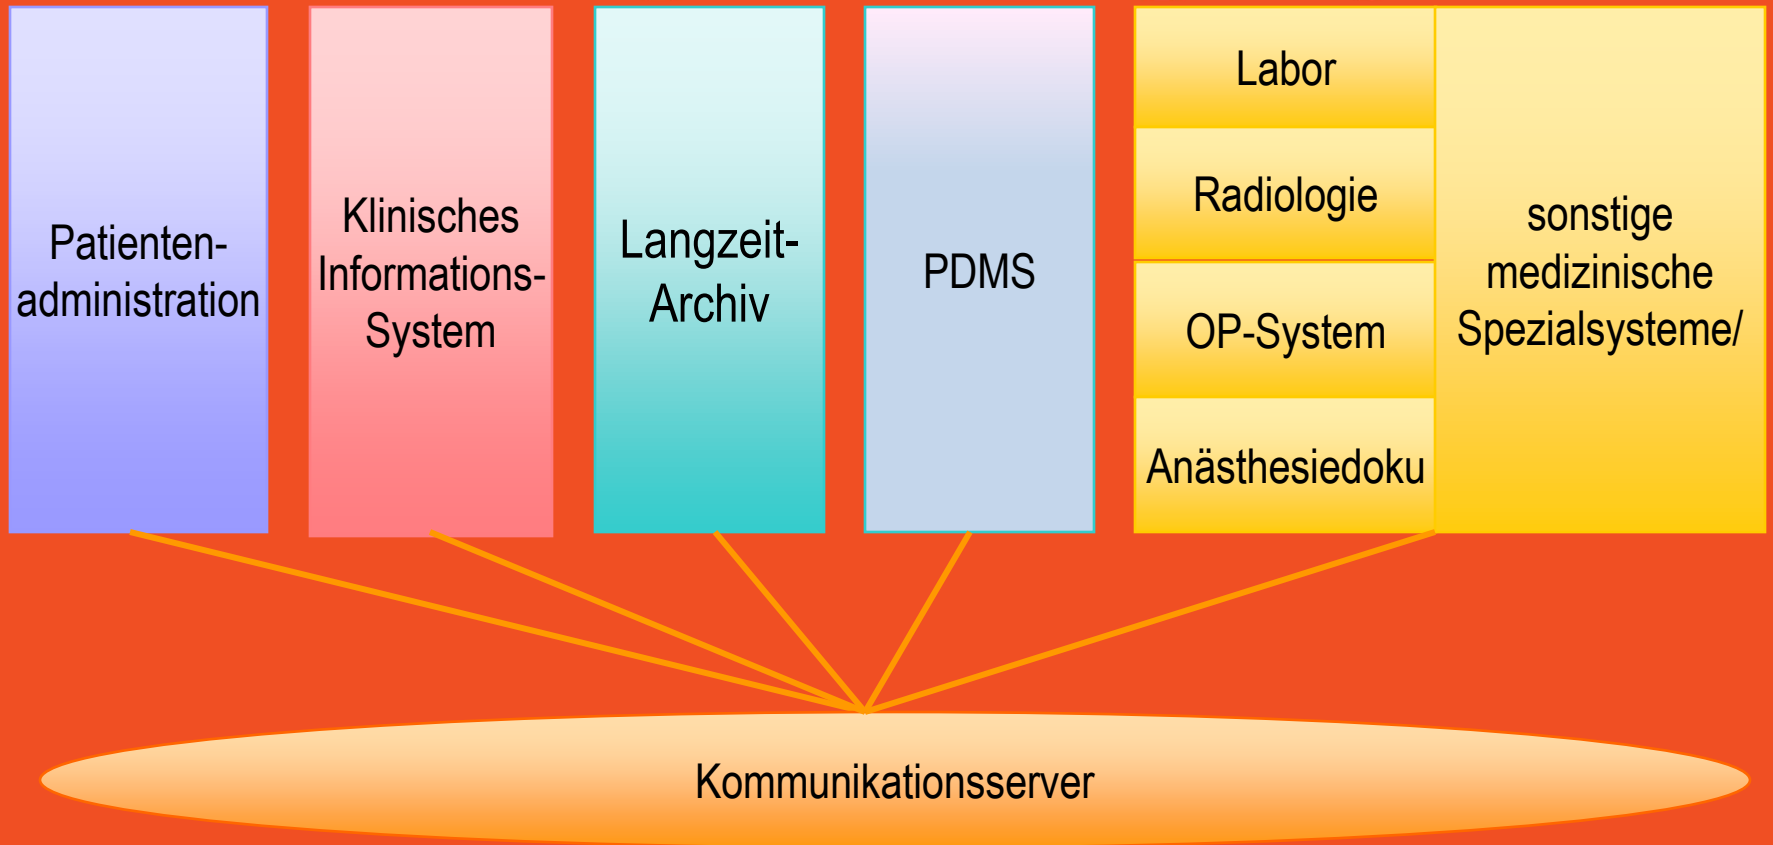 Patienten-
administration
Klinisches
Informations-
System
Langzeit-
Archiv
PDMS
Labor
Radiologie
OP-System
Anästhesiedoku
sonstige
medizinische
Spezialsysteme/
Kommunikationsserver